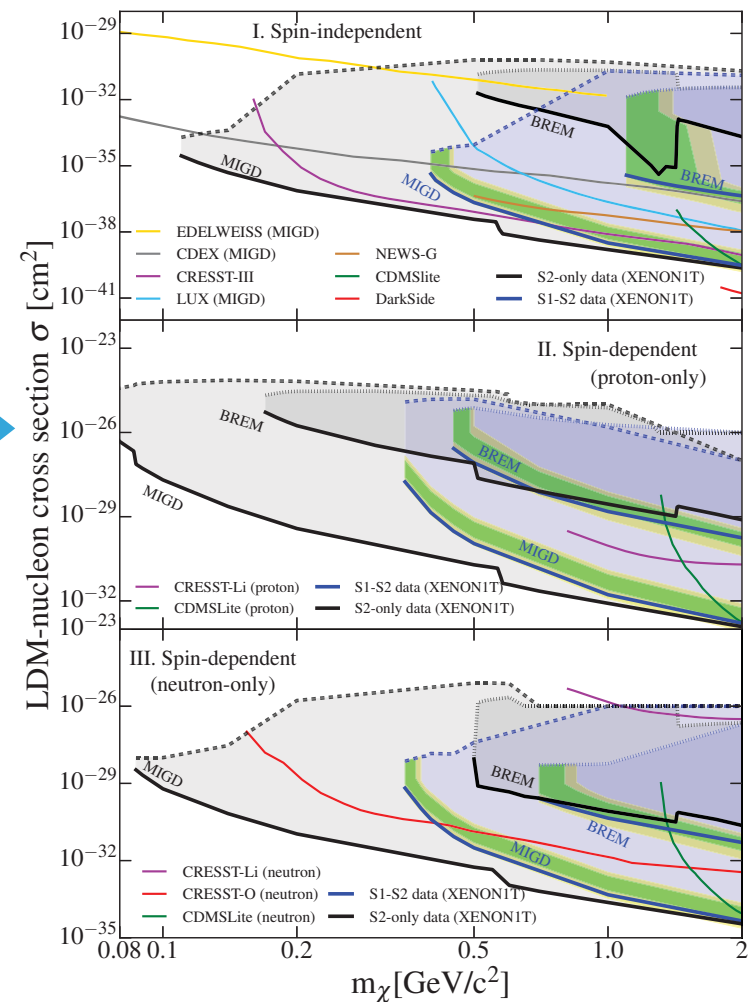 I. Spin-independent
10⁻²⁹
10⁻³²
10⁻³⁵
10⁻³⁸
10⁻⁴¹
MIGD
BREM
MIGD
BREM
EDELWEISS (MIGD)
CDEX (MIGD)
CRESST-III
LUX (MIGD)
NEWS-G
CDMSlite
DarkSide
S2-only data (XENON1T)
S1-S2 data (XENON1T)
LDM-nucleon cross section σ [cm²]
II. Spin-dependent
(proton-only)
10⁻²³
10⁻²⁶
10⁻²⁹
10⁻³²
BREM
MIGD
BREM
MIGD
CRESST-Li (proton)
CDMSLite (proton)
S1-S2 data (XENON1T)
S2-only data (XENON1T)
III. Spin-dependent
(neutron-only)
10⁻²³
10⁻²⁶
10⁻²⁹
10⁻³²
10⁻³⁵
MIGD
BREM
BREM
MIGD
CRESST-Li (neutron)
CRESST-O (neutron)
CDMSLite (neutron)
S1-S2 data (XENON1T)
S2-only data (XENON1T)
0.08 0.1 0.2 0.5 1.0 2
mχ[GeV/c²]